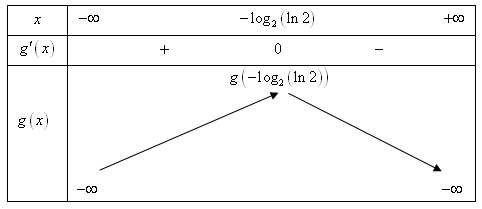 x −∞ −log₂(ln 2) +∞
g'(x) + 0 −
g(−log₂(ln 2))
g(x)
−∞ −∞